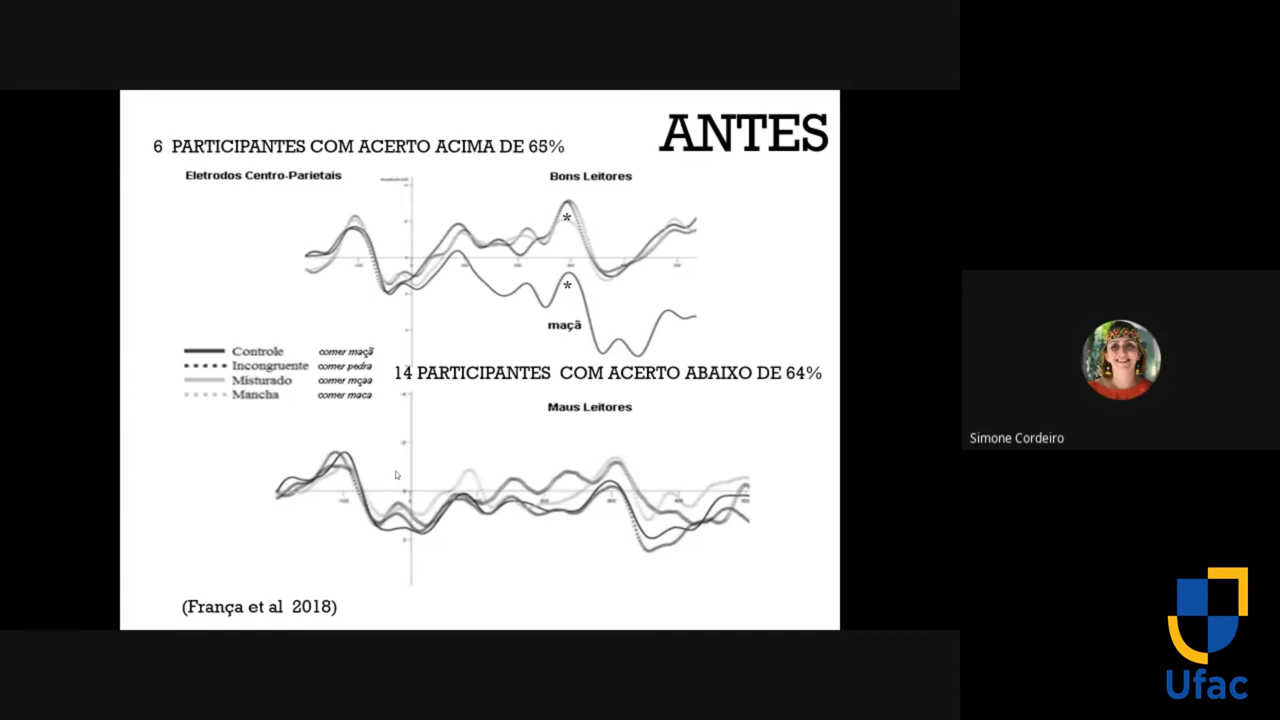 ANTES
6 PARTICIPANTES COM ACERTO ACIMA DE 65%
Eletrodos Centro-Parietais
Bons Leitores
*
*
maçã
Controle comer maçã
Incongruente comer pedra
Misturado comer mçaa
Mancha comer maca
14 PARTICIPANTES COM ACERTO ABAIXO DE 64%
Maus Leitores
(França et al 2018)
Simone Cordeiro
Ufac